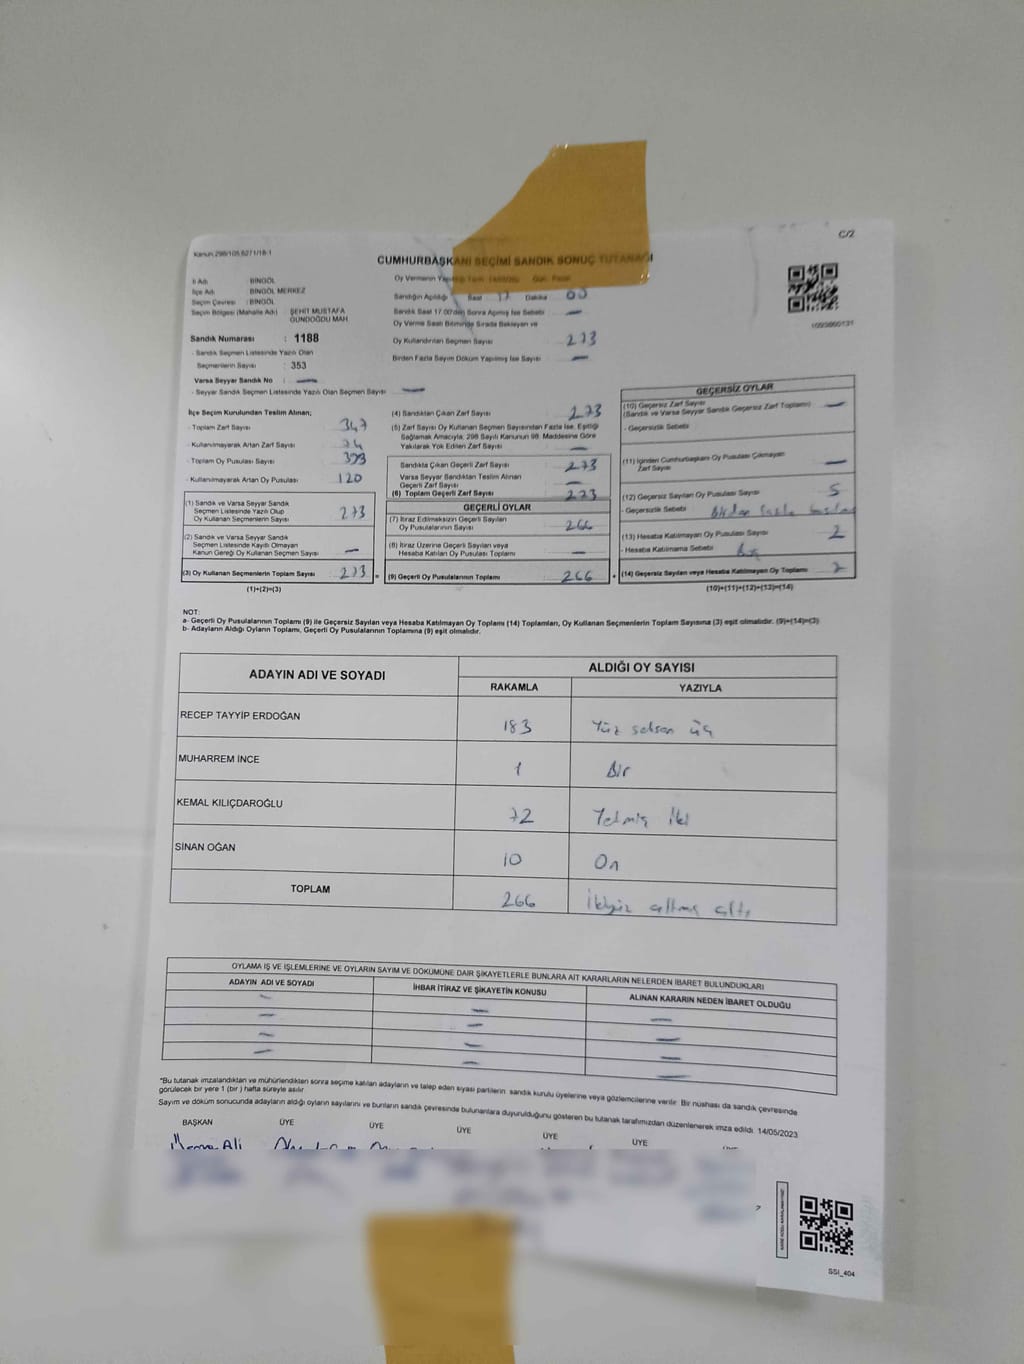 C/2
Kanun:298/105,6271/18-1
CUMHURBAŞKANI SEÇİMİ SANDIK SONUÇ TUTANAĞI
İl Adı : BİNGÖL
İlçe Adı : BİNGÖL MERKEZ
Seçim Çevresi : BİNGÖL
Seçim Bölgesi (Mahalle Adı) : ŞEHİT MUSTAFA GÜNDOĞDU MAH
Sandık Numarası : 1188
- Sandık Seçmen Listesinde Yazılı Olan
Seçmenlerin Sayısı : 353
Varsa Seyyar Sandık No : —
- Seyyar Sandık Seçmen Listesinde Yazılı Olan Seçmen Sayısı —
Oy Vermenin
Sandığın Açıldığı Saat 17 Dakika
Sandık Saat 17.00'den Sonra Açılmış İse Sebebi —
Oy Verme Saati Bitiminde Sırada Bekleyen ve
Oy Kullandırılan Seçmen Sayısı : 273
Birden Fazla Sayım Döküm Yapılmış İse Sayısı : —
İlçe Seçim Kurulundan Teslim Alınan;
- Toplam Zarf Sayısı : 347
- Kullanılmayarak Artan Zarf Sayısı : 74
- Toplam Oy Pusulası Sayısı : 393
- Kullanılmayarak Artan Oy Pusulası : 120
(1) Sandık ve Varsa Seyyar Sandık
Seçmen Listesinde Yazılı Olup
Oy Kullanan Seçmenlerin Sayısı : 273
(2) Sandık ve Varsa Seyyar Sandık
Seçmen Listesinde Kayıtlı Olmayan
Kanun Gereği Oy Kullanan Seçmen Sayısı : —
(3) Oy Kullanan Seçmenlerin Toplam Sayısı : 273
(1)+(2)=(3)
(4) Sandıktan Çıkan Zarf Sayısı : 273
(5) Zarf Sayısı Oy Kullanan Seçmen Sayısından Fazla İse, Eşitliği
Sağlamak Amacıyla, 298 Sayılı Kanunun 98. Maddesine Göre
Yakılarak Yok Edilen Zarf Sayısı : —
Sandıkta Çıkan Geçerli Zarf Sayısı : 273
Varsa Seyyar Sandıktan Teslim Alınan
Geçerli Zarf Sayısı : —
(6) Toplam Geçerli Zarf Sayısı : 273
GEÇERLİ OYLAR
(7) İtiraz Edilmeksizin Geçerli Sayılan
Oy Pusulalarının Sayısı : 266
(8) İtiraz Üzerine Geçerli Sayılan veya
Hesaba Katılan Oy Pusulası Toplamı : —
(9) Geçerli Oy Pusulalarının Toplamı : 266
GEÇERSİZ OYLAR
(10) Geçersiz Zarf Sayısı
(Sandık ve Varsa Seyyar Sandık Geçersiz Zarf Toplamı) : —
- Geçersizlik Sebebi
(11) İçinden Cumhurbaşkanı Oy Pusulası Çıkmayan
Zarf Sayısı : —
(12) Geçersiz Sayılan Oy Pusulası Sayısı : 5
- Geçersizlik Sebebi : Birden fazla
(13) Hesaba Katılmayan Oy Pusulası Sayısı : 2
- Hesaba Katılmama Sebebi :
(14) Geçersiz Sayılan veya Hesaba Katılmayan Oy Toplamı :
(10)+(11)+(12)+(13)=(14)
NOT:
a- Geçerli Oy Pusulalarının Toplamı (9) ile Geçersiz Sayılan veya Hesaba Katılmayan Oy Toplamı (14) Toplamları, Oy Kullanan Seçmenlerin Toplam Sayısına (3) eşit olmalıdır. (9)+(14)=(3)
b- Adayların Aldığı Oyların Toplamı, Geçerli Oy Pusulalarının Toplamına (9) eşit olmalıdır.
ADAYIN ADI VE SOYADI ALDIĞI OY SAYISI
RAKAMLA YAZIYLA
RECEP TAYYİP ERDOĞAN 183 Yüz seksen üç
MUHARREM İNCE 1 Bir
KEMAL KILIÇDAROĞLU 72 Yetmiş iki
SİNAN OĞAN 10 On
TOPLAM 266 İkiyüz altmış altı
OYLAMA İŞ VE İŞLEMLERİNE VE OYLARIN SAYIM VE DÖKÜMÜNE DAİR ŞİKAYETLERLE BUNLARA AİT KARARLARIN NELERDEN İBARET BULUNDUKLARI
ADAYIN ADI VE SOYADI İHBAR İTİRAZ VE ŞİKAYETİN KONUSU ALINAN KARARIN NEDEN İBARET OLDUĞU
— — —
— — —
— — —
— — —
*Bu tutanak imzalandıktan ve mühürlendikten sonra seçime katılan adayların ve talep eden siyasi partilerin sandık kurulu üyelerine veya gözlemcilerine verilir. Bir nüshası da sandık çevresinde
görülecek bir yere 1 (bir) hafta süreyle asılır.
Sayım ve döküm sonucunda adayların aldığı oyların sayılarını ve bunların sandık çevresinde bulunanlara duyurulduğunu gösteren bu tutanak tarafımızdan düzenlenerek imza edildi. 14/05/2023
BAŞKAN ÜYE ÜYE ÜYE ÜYE ÜYE
Ali
SSI_404